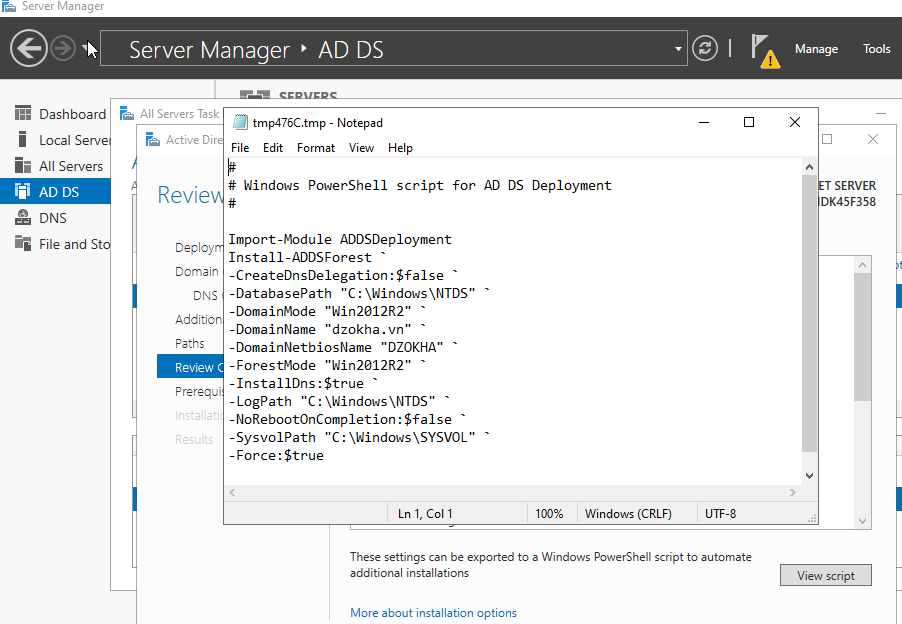 Server Manager
Server Manager ‣ AD DS
Manage
Tools
Dashboard
Local Server
All Servers
AD DS
DNS
File and Sto
SERVERS
All Servers Task
Active Dire
Review
ET SERVER
IDK45F358
Deploym
Domain
DNS
Addition
Paths
Review O
Prerequis
Installatio
Results
tmp476C.tmp - Notepad
File Edit Format View Help
#
# Windows PowerShell script for AD DS Deployment
#
Import-Module ADDSDeployment
Install-ADDSForest `
-CreateDnsDelegation:$false `
-DatabasePath "C:\Windows\NTDS" `
-DomainMode "Win2012R2" `
-DomainName "dzokha.vn" `
-DomainNetbiosName "DZOKHA" `
-ForestMode "Win2012R2" `
-InstallDns:$true `
-LogPath "C:\Windows\NTDS" `
-NoRebootOnCompletion:$false `
-SysvolPath "C:\Windows\SYSVOL" `
-Force:$true
Ln 1, Col 1
100%
Windows (CRLF)
UTF-8
These settings can be exported to a Windows PowerShell script to automate
additional installations
View script
More about installation options